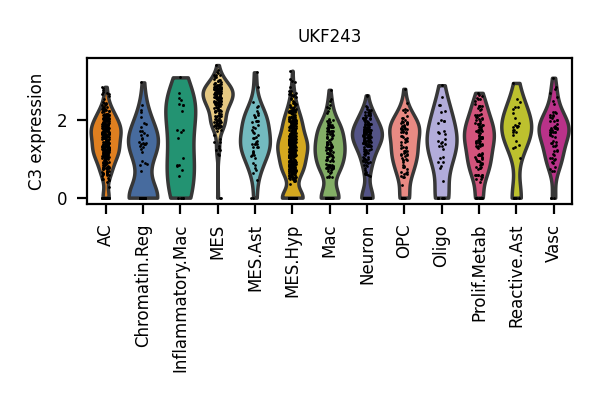 UKF243
C3 expression
2
0
AC
Chromatin.Reg
Inflammatory.Mac
MES
MES.Ast
MES.Hyp
Mac
Neuron
OPC
Oligo
Prolif.Metab
Reactive.Ast
Vasc